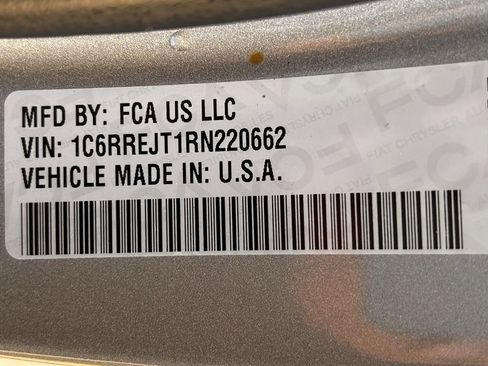 MFD BY: FCA US LLC
VIN: 1C6RREJT1RN220662
VEHICLE MADE IN: U.S.A.